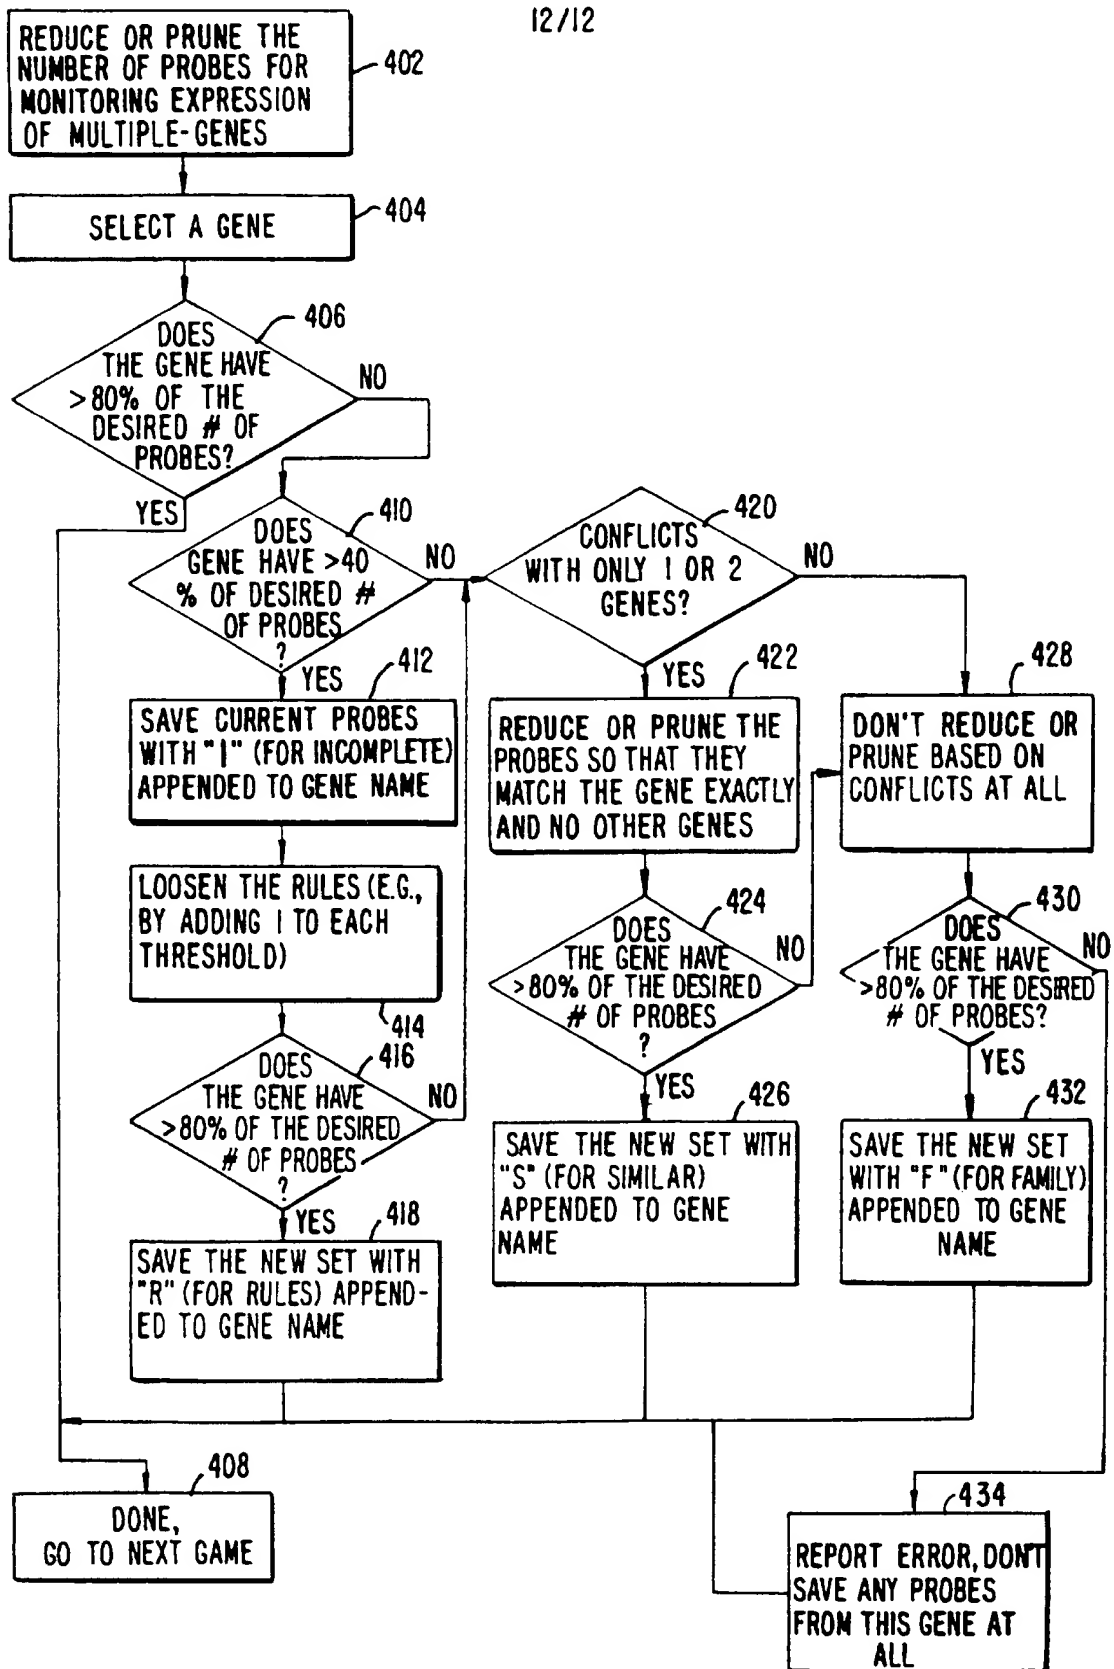 12/12
REDUCE OR PRUNE THE
NUMBER OF PROBES FOR
MONITORING EXPRESSION
OF MULTIPLE-GENES
402
SELECT A GENE
404
406
DOES
THE GENE HAVE
>80% OF THE
DESIRED # OF
PROBES?
NO
YES
410
DOES
GENE HAVE >40
% OF DESIRED #
OF PROBES
?
NO
YES
412
SAVE CURRENT PROBES
WITH "I" (FOR INCOMPLETE)
APPENDED TO GENE NAME
LOOSEN THE RULES (E.G.,
BY ADDING 1 TO EACH
THRESHOLD)
414
416
DOES
THE GENE HAVE
>80% OF THE DESIRED
# OF PROBES
?
NO
YES
418
SAVE THE NEW SET WITH
"R" (FOR RULES) APPEND-
ED TO GENE NAME
420
CONFLICTS
WITH ONLY 1 OR 2
GENES?
NO
YES
422
REDUCE OR PRUNE THE
PROBES SO THAT THEY
MATCH THE GENE EXACTLY
AND NO OTHER GENES
424
DOES
THE GENE HAVE
>80% OF THE DESIRED
# OF PROBES
?
NO
YES
426
SAVE THE NEW SET WITH
"S" (FOR SIMILAR)
APPENDED TO GENE
NAME
428
DON'T REDUCE OR
PRUNE BASED ON
CONFLICTS AT ALL
430
DOES
THE GENE HAVE
>80% OF THE DESIRED
# OF PROBES?
NO
YES
432
SAVE THE NEW SET
WITH "F" (FOR FAMILY)
APPENDED TO GENE
NAME
408
DONE,
GO TO NEXT GAME
434
REPORT ERROR, DON'T
SAVE ANY PROBES
FROM THIS GENE AT
ALL